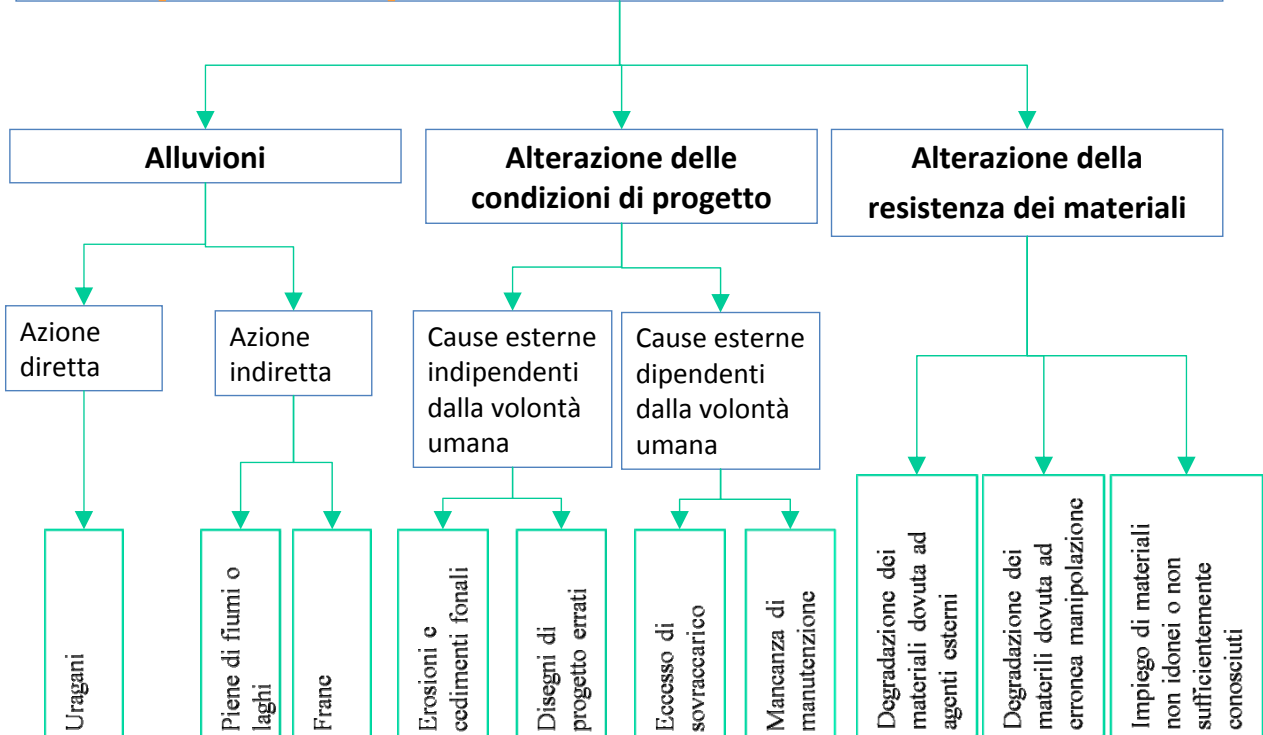 Alluvioni
Alterazione delle
condizioni di progetto
Alterazione della
resistenza dei materiali
Azione
diretta
Azione
indiretta
Cause esterne
indipendenti
dalla volontà
umana
Cause esterne
dipendenti
dalla volontà
umana
Uragani
Piene di fiumi o
laghi
Frane
Erosioni e
cedimenti fonali
Disegni di
progetto errati
Eccesso di
sovraccarico
Mancanza di
manutenzione
Degradazione dei
materiali dovuta ad
agenti esterni
Degradazione dei
materli dovuta ad
erronea manipolazione
Impiego di materiali
non idonei o non
sufficientemente
conosciuti